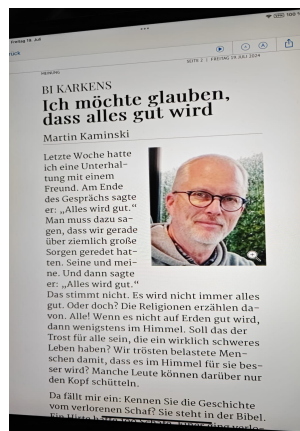 Freitag 19. Juli
100 %
SEITE 2 | FREITAG 19. JULI 2024
MEINUNG
BI KARKENS
Ich möchte glauben,
dass alles gut wird
Martin Kaminski
Letzte Woche hatte
ich eine Unterhal-
tung mit einem
Freund. Am Ende
des Gesprächs sagte
er: „Alles wird gut.“
Man muss dazu sa-
gen, dass wir gerade
über ziemlich große
Sorgen geredet hat-
ten. Seine und mei-
ne. Und dann sagte
er: „Alles wird gut.“
Das stimmt nicht. Es wird nicht immer alles
gut. Oder doch? Die Religionen erzählen da-
von. Alle! Wenn es nicht auf Erden gut wird,
dann wenigstens im Himmel. Soll das der
Trost für alle sein, die ein wirklich schweres
Leben haben? Wir trösten belastete Men-
schen damit, dass es im Himmel für sie bes-
ser wird? Manche Leute können darüber nur
den Kopf schütteln.
Da fällt mir ein: Kennen Sie die Geschichte
vom verlorenen Schaf? Sie steht in der Bibel.
Ein Hirte hatte 100 Schafe